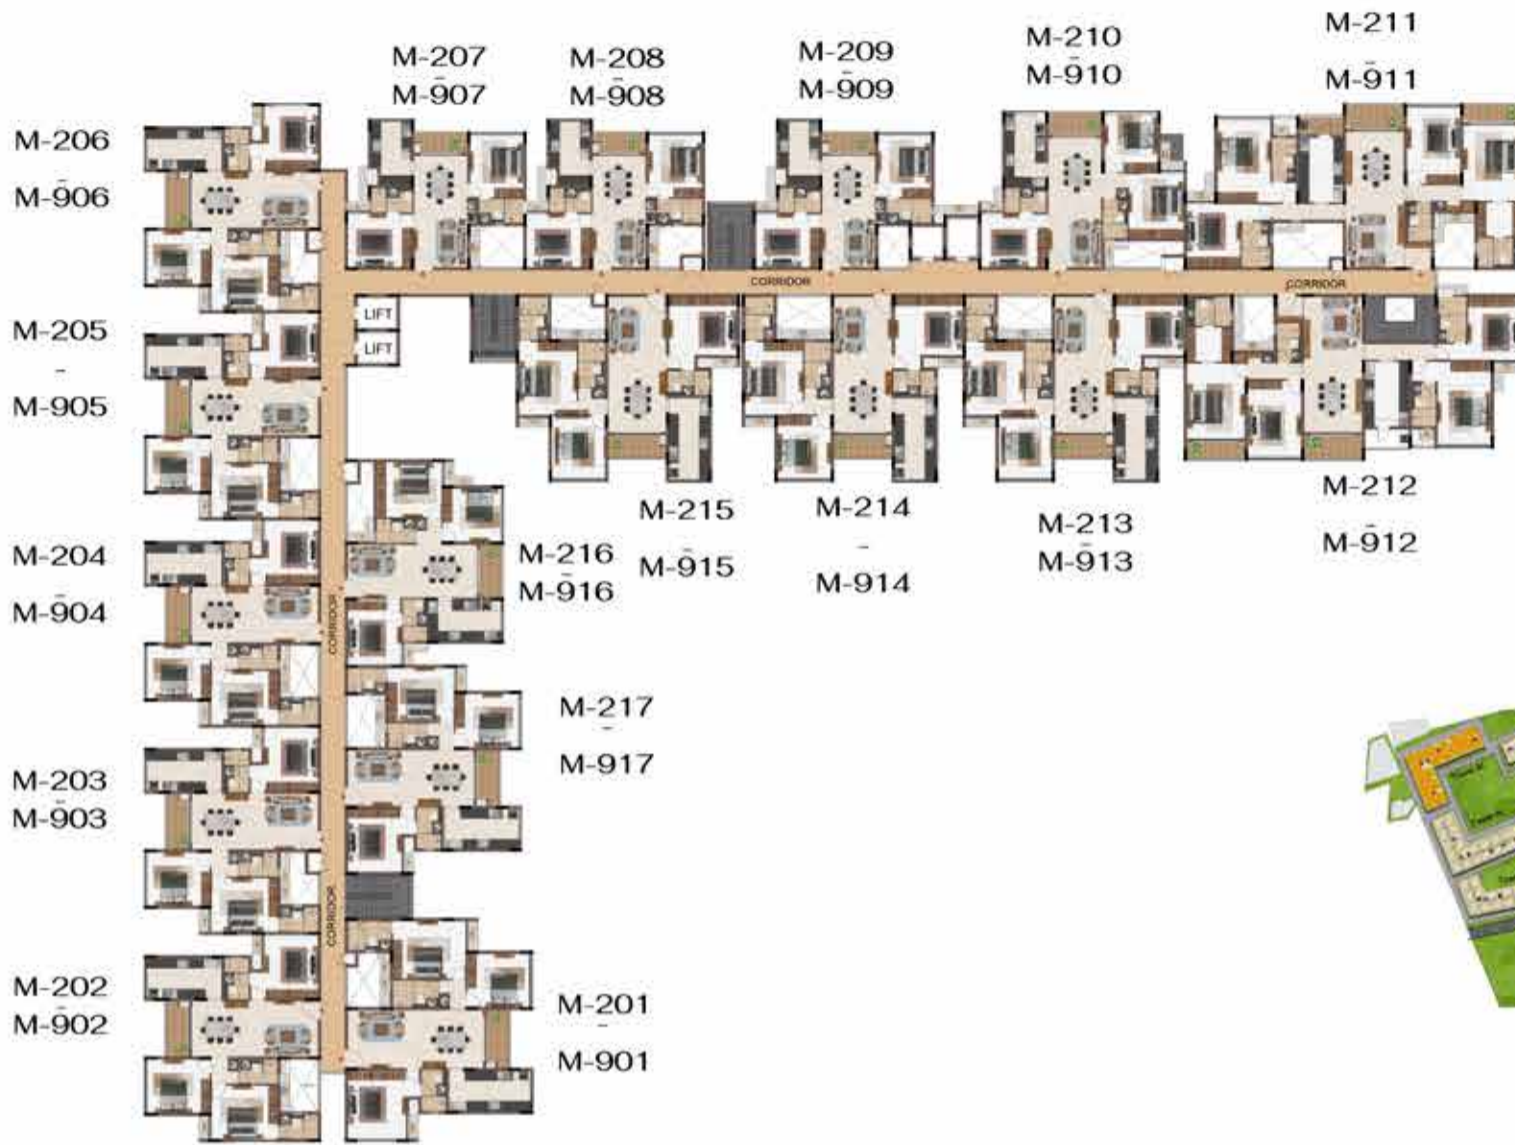 M-207
-
M-907
M-208
-
M-908
M-209
-
M-909
M-210
-
M-910
M-211
-
M-911
M-206
-
M-906
CORRIDOR
CORRIDOR
M-205
-
M-905
LIFT
LIFT
M-215
-
M-915
M-214
-
M-914
M-213
-
M-913
M-212
-
M-912
M-204
-
M-904
M-216
-
M-916
CORRIDOR
M-217
-
M-917
M-203
-
M-903
CORRIDOR
M-202
-
M-902
M-201
-
M-901